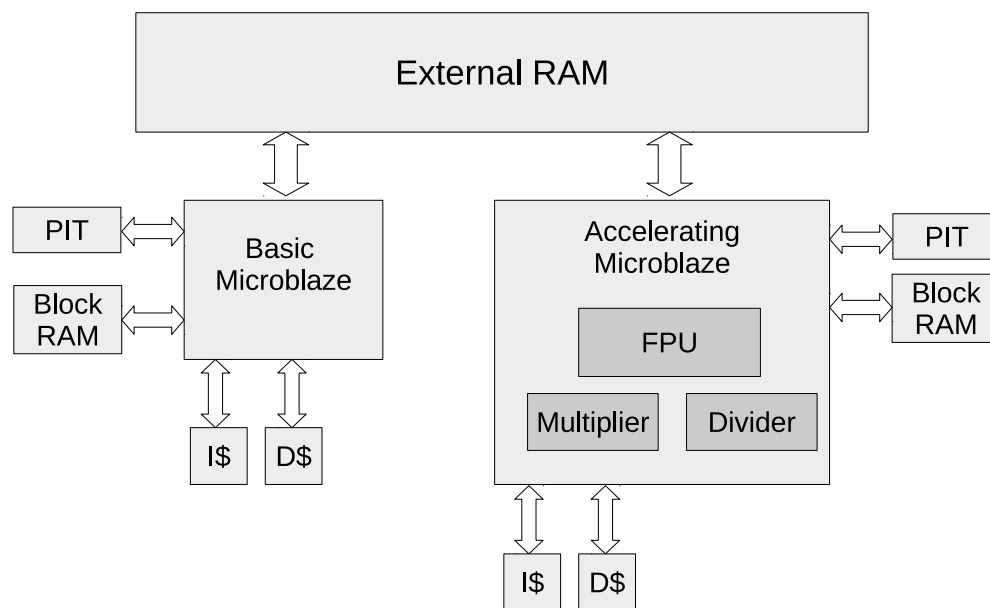 External RAM
PIT
Basic
Microblaze
Accelerating
Microblaze
PIT
Block
RAM
Block
RAM
FPU
Multiplier
Divider
I$
D$
I$
D$